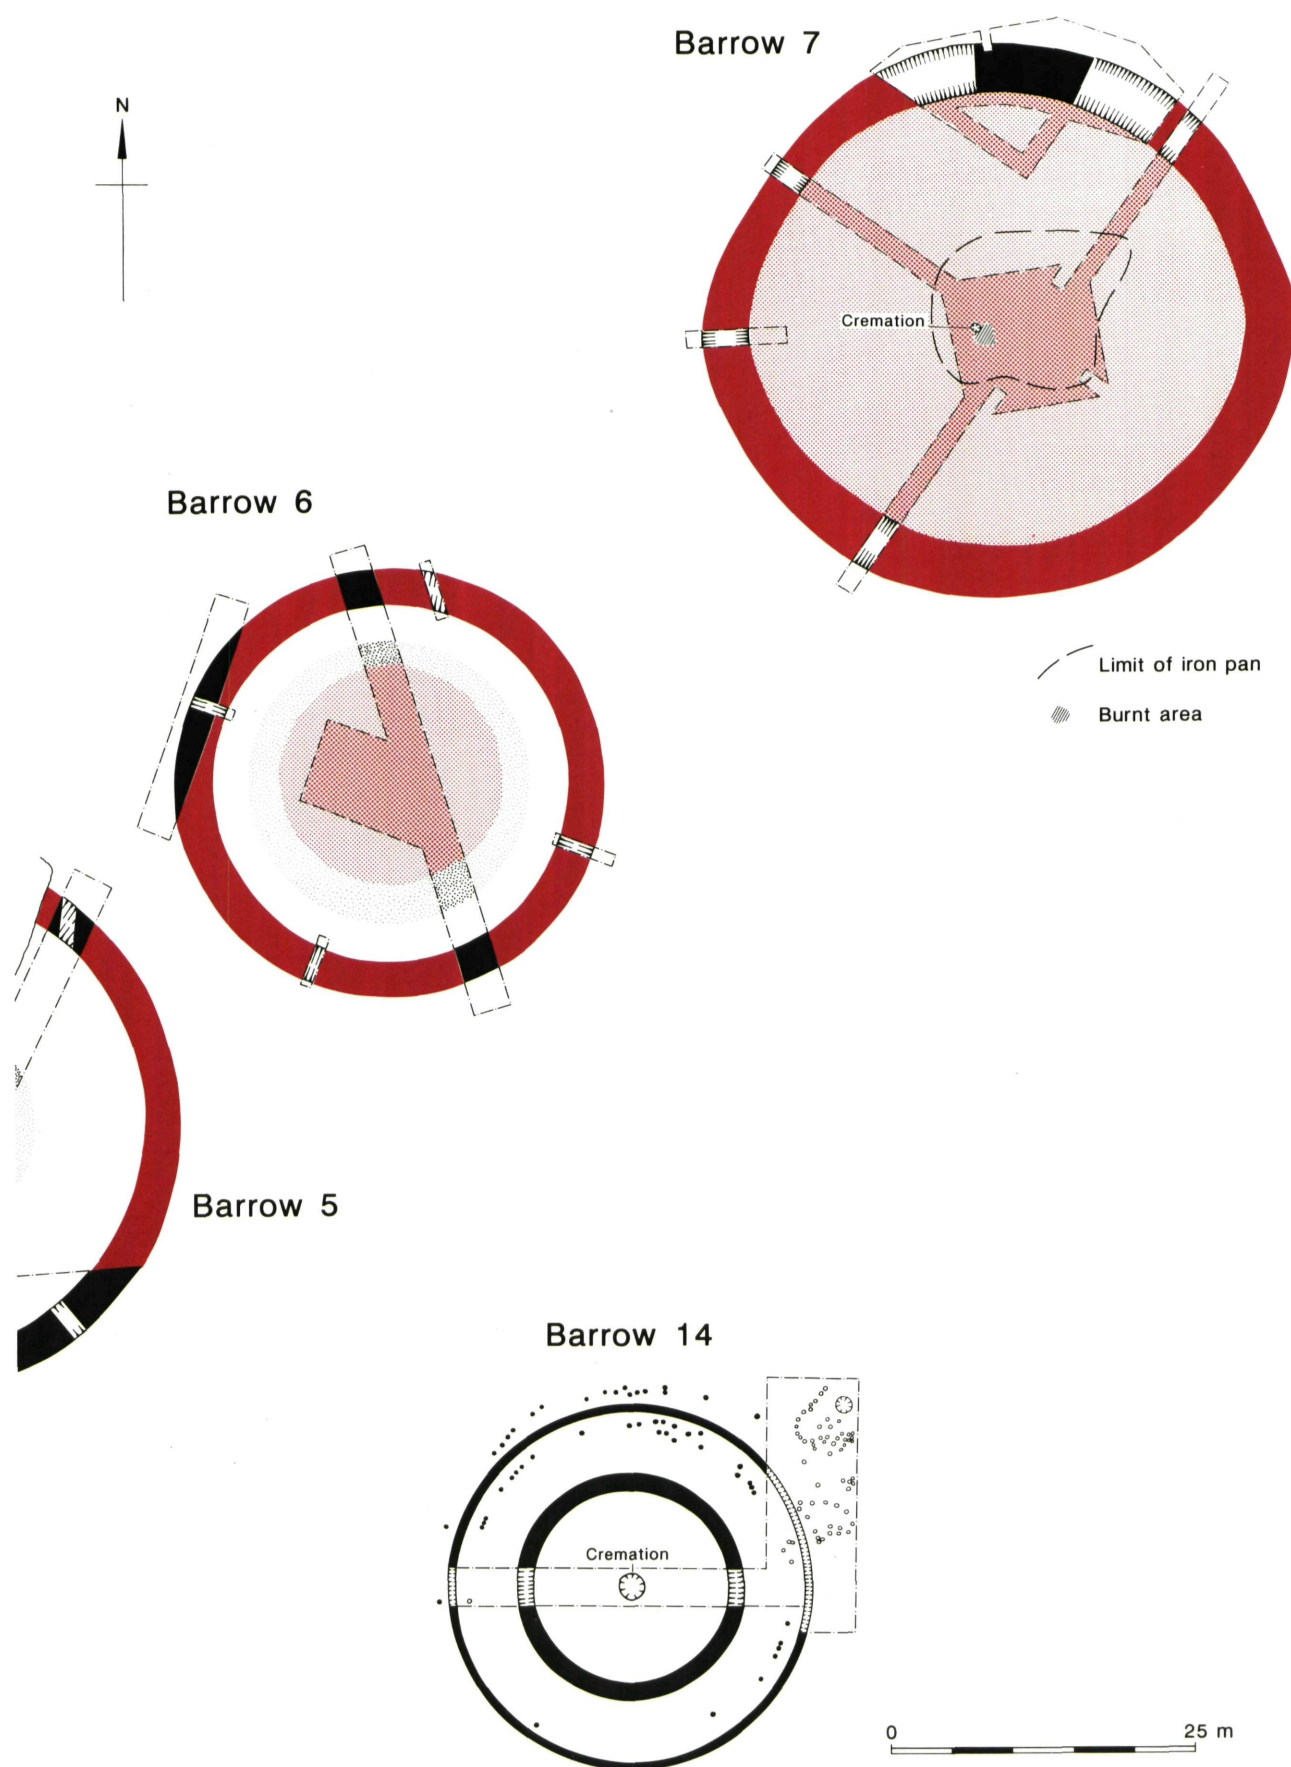 Barrow 7
N
Cremation
Barrow 6
Limit of iron pan
Burnt area
Barrow 5
Barrow 14
Cremation
0 25 m